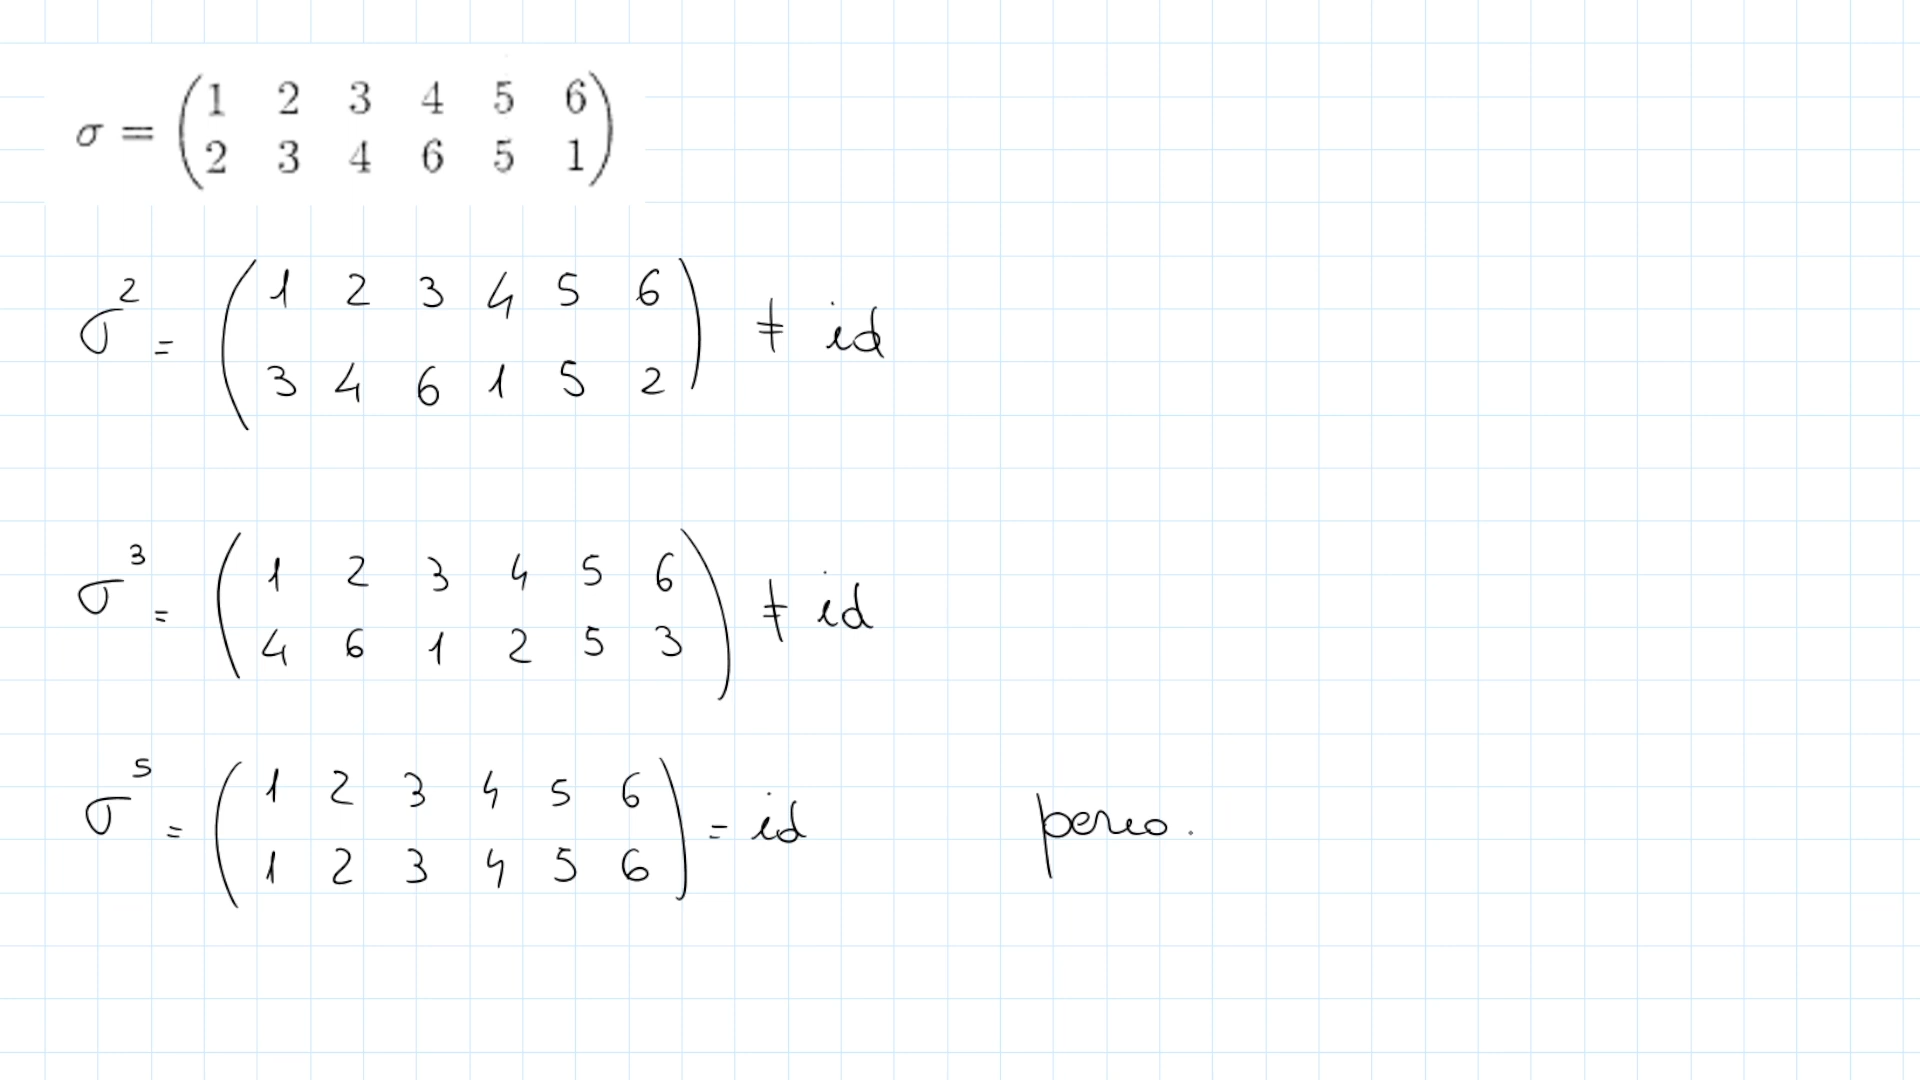 σ = (1 2 3 4 5 6
2 3 4 6 5 1)
σ² = (1 2 3 4 5 6
3 4 6 1 5 2) ≠ id
σ³ = (1 2 3 4 5 6
4 6 1 2 5 3) ≠ id
σ⁵ = (1 2 3 4 5 6
1 2 3 4 5 6) = id